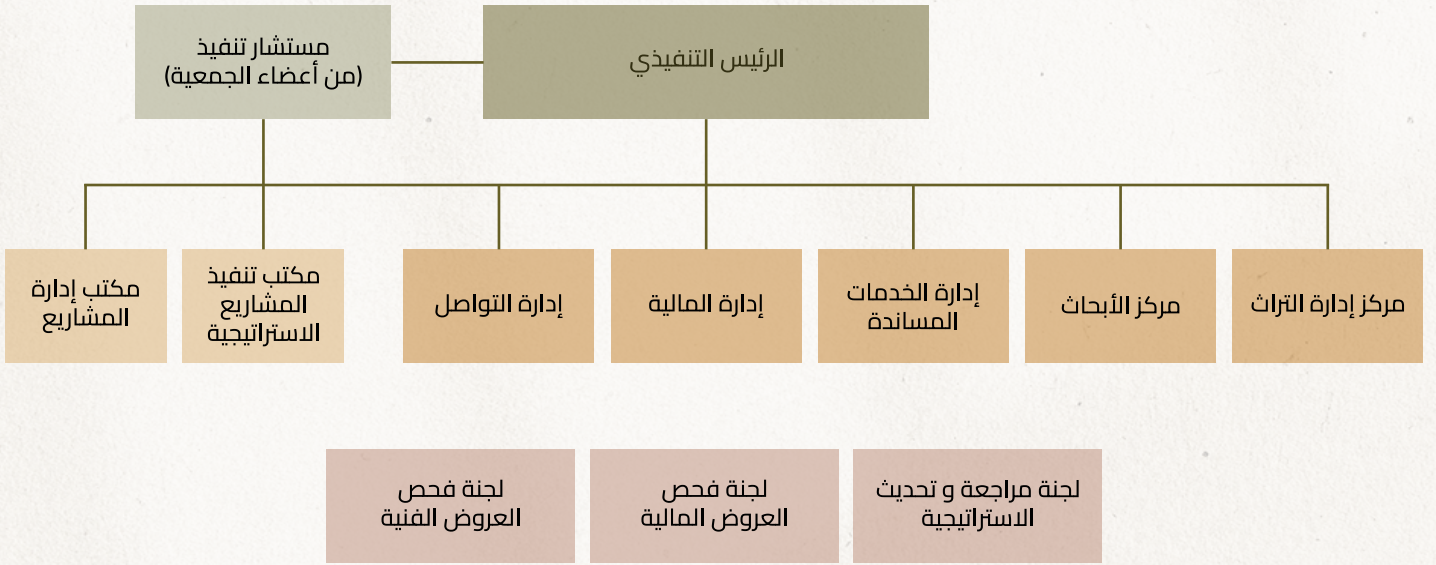 الرئيس التنفيذي
مستشار تنفيذ
(من أعضاء الجمعية)
مركز إدارة التراث
مركز الأبحاث
إدارة الخدمات
المساندة
إدارة المالية
إدارة التواصل
مكتب تنفيذ
المشاريع
الاستراتيجية
مكتب إدارة
المشاريع
لجنة مراجعة و تحديث
الاستراتيجية
لجنة فحص
العروض المالية
لجنة فحص
العروض الفنية